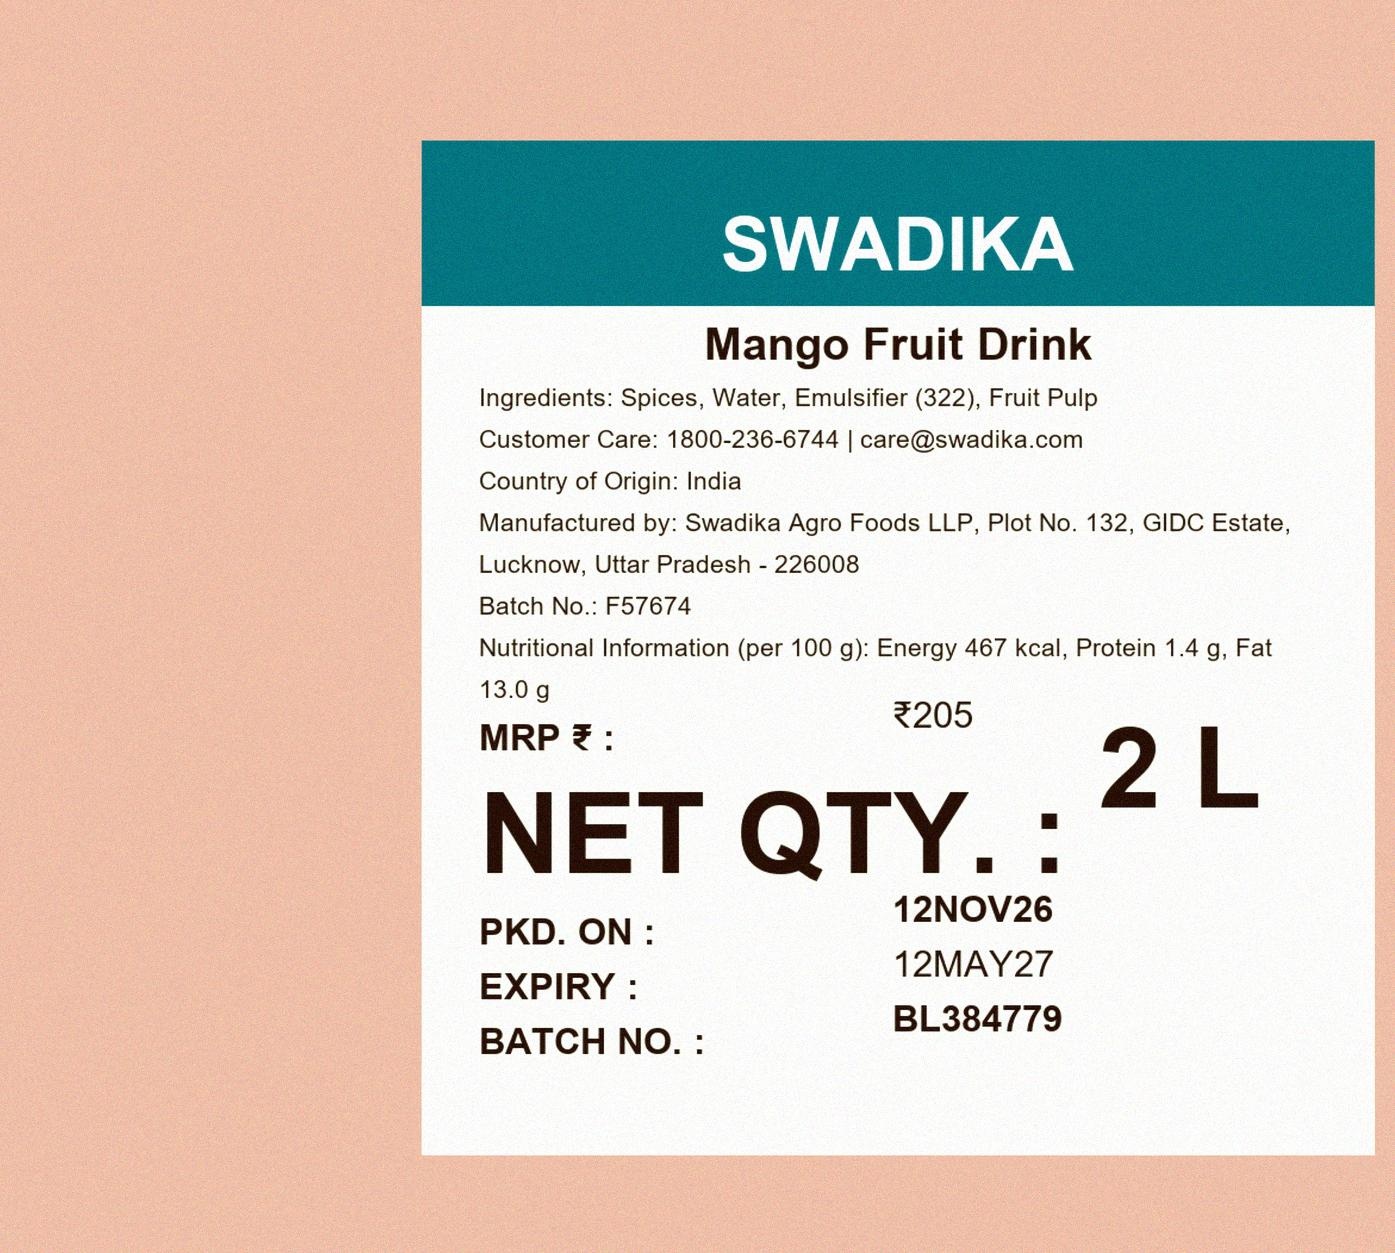 SWADIKA
Mango Fruit Drink
Ingredients: Spices, Water, Emulsifier (322), Fruit Pulp
Customer Care: 1800-236-6744 | care@swadika.com
Country of Origin: India
Manufactured by: Swadika Agro Foods LLP, Plot No. 132, GIDC Estate,
Lucknow, Uttar Pradesh - 226008
Batch No.: F57674
Nutritional Information (per 100 g): Energy 467 kcal, Protein 1.4 g, Fat
13.0 g
MRP ₹ : ₹205
NET QTY. : 2 L
PKD. ON : 12NOV26
EXPIRY : 12MAY27
BATCH NO. : BL384779